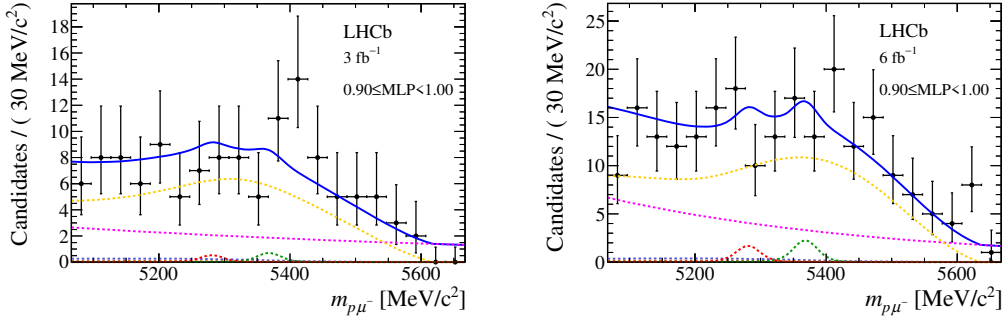 Candidates / ( 30 MeV/c²)
18
16
14
12
10
8
6
4
2
0
LHCb
3 fb⁻¹
0.90≤MLP<1.00
5200 5400 5600
m_{pμ⁻} [MeV/c²]
Candidates / ( 30 MeV/c²)
25
20
15
10
5
0
LHCb
6 fb⁻¹
0.90≤MLP<1.00
5200 5400 5600
m_{pμ⁻} [MeV/c²]